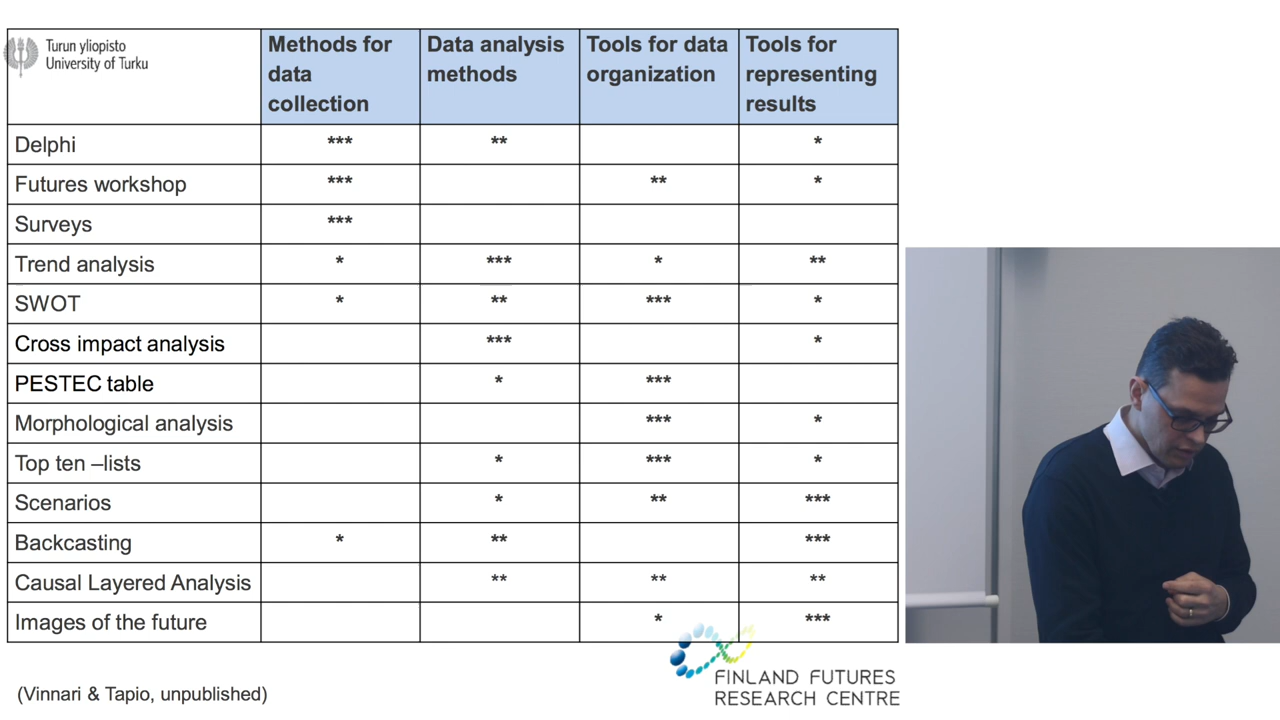 Turun yliopisto
University of Turku
Methods for data collection
Data analysis methods
Tools for data organization
Tools for representing results
Delphi *** ** *
Futures workshop *** ** *
Surveys ***
Trend analysis * *** * **
SWOT * ** *** *
Cross impact analysis *** *
PESTEC table * ***
Morphological analysis *** *
Top ten –lists * *** *
Scenarios * ** ***
Backcasting * ** ***
Causal Layered Analysis ** ** **
Images of the future * ***
FINLAND FUTURES
RESEARCH CENTRE
(Vinnari & Tapio, unpublished)